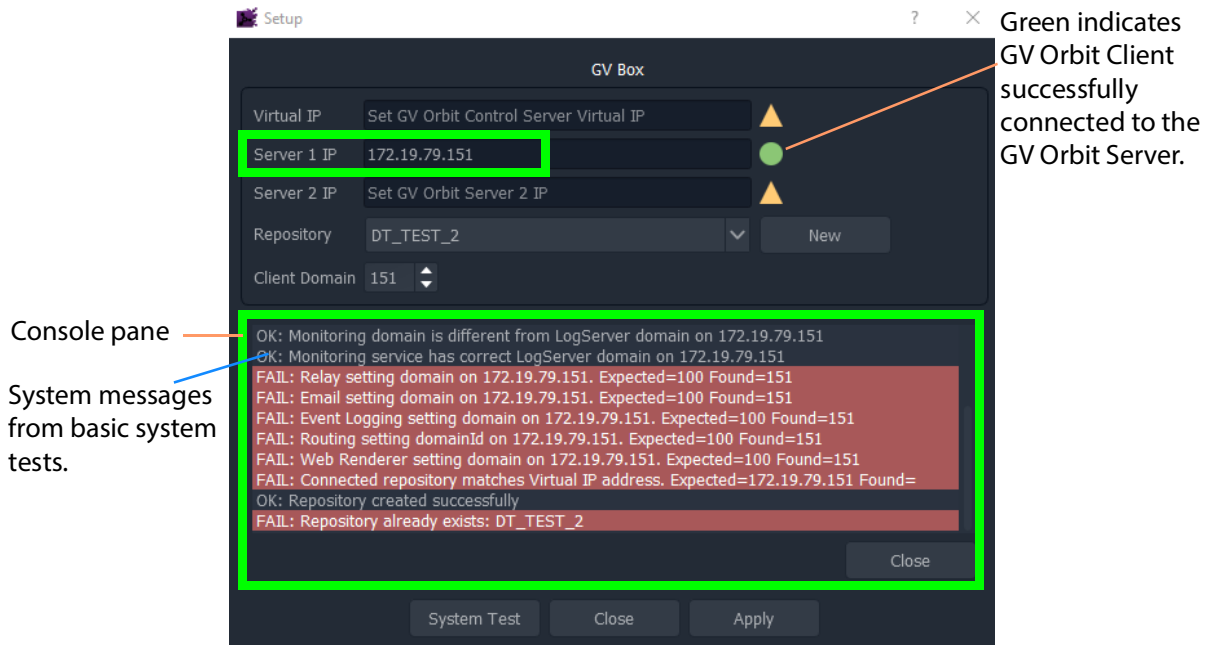 Setup
?
GV Box
Virtual IP
Set GV Orbit Control Server Virtual IP
Server 1 IP
172.19.79.151
Server 2 IP
Set GV Orbit Server 2 IP
Repository
DT_TEST_2
New
Client Domain
151
OK: Monitoring domain is different from LogServer domain on 172.19.79.151
OK: Monitoring service has correct LogServer domain on 172.19.79.151
FAIL: Relay setting domain on 172.19.79.151. Expected=100 Found=151
FAIL: Email setting domain on 172.19.79.151. Expected=100 Found=151
FAIL: Event Logging setting domain on 172.19.79.151. Expected=100 Found=151
FAIL: Routing setting domainId on 172.19.79.151. Expected=100 Found=151
FAIL: Web Renderer setting domain on 172.19.79.151. Expected=100 Found=151
FAIL: Connected repository matches Virtual IP address. Expected=172.19.79.151 Found=
OK: Repository created successfully
FAIL: Repository already exists: DT_TEST_2
Close
System Test
Close
Apply
Green indicates
GV Orbit Client
successfully
connected to the
GV Orbit Server.
Console pane
System messages
from basic system
tests.